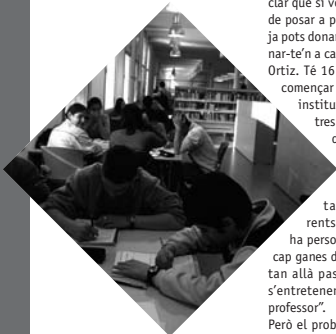 clar que si vo
de posar a p
ja pots donar
nar-te'n a ca
Ortiz. Té 16
començar
institu
tres
ta
rents
ha perso
cap ganes d
tan allà pas
s'entretener
professor".
Però el prob